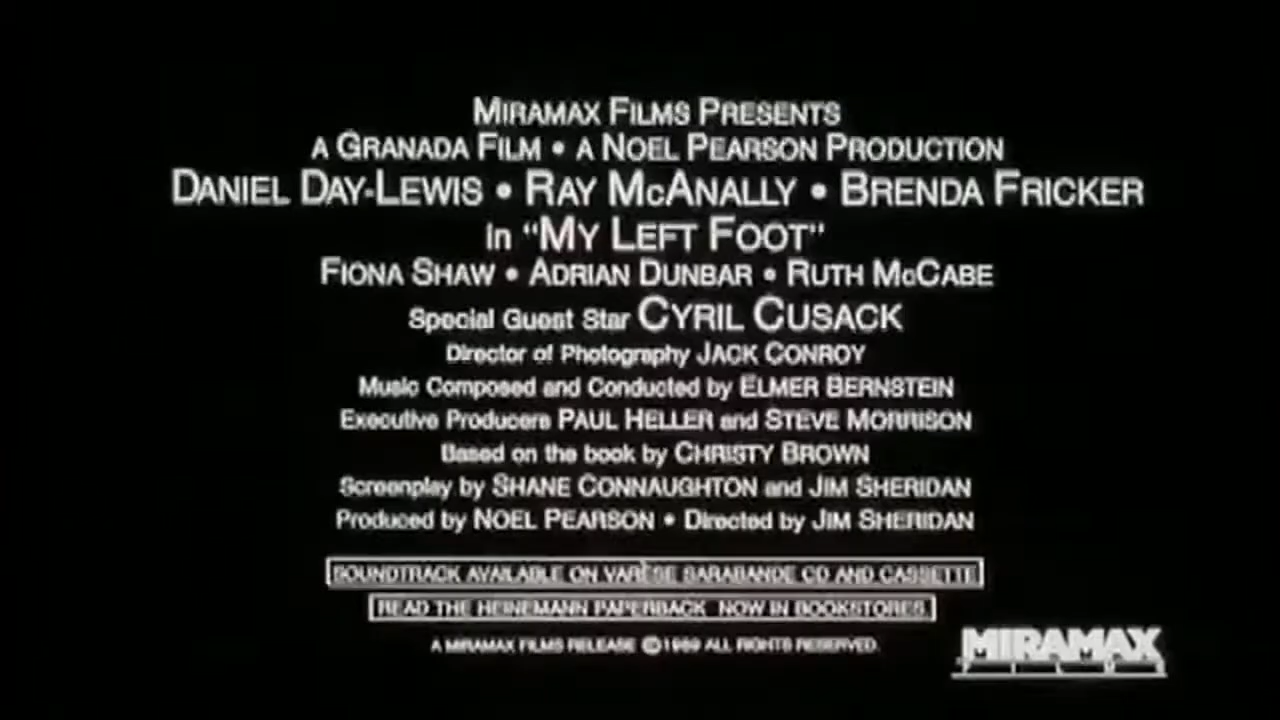 MIRAMAX FILMS PRESENTS
A GRANADA FILM • A NOEL PEARSON PRODUCTION
DANIEL DAY-LEWIS • RAY McANALLY • BRENDA FRICKER
in "MY LEFT FOOT"
FIONA SHAW • ADRIAN DUNBAR • RUTH McCABE
Special Guest Star CYRIL CUSACK
Director of Photography JACK CONROY
Music Composed and Conducted by ELMER BERNSTEIN
Executive Producers PAUL HELLER and STEVE MORRISON
Based on the book by CHRISTY BROWN
Screenplay by SHANE CONNAUGHTON and JIM SHERIDAN
Produced by NOEL PEARSON • Directed by JIM SHERIDAN
SOUNDTRACK AVAILABLE ON VARÈSE SARABANDE CD AND CASSETTE
READ THE HEINEMANN PAPERBACK NOW IN BOOKSTORES.
A MIRAMAX FILMS RELEASE ©1989 ALL RIGHTS RESERVED.
MIRAMAX